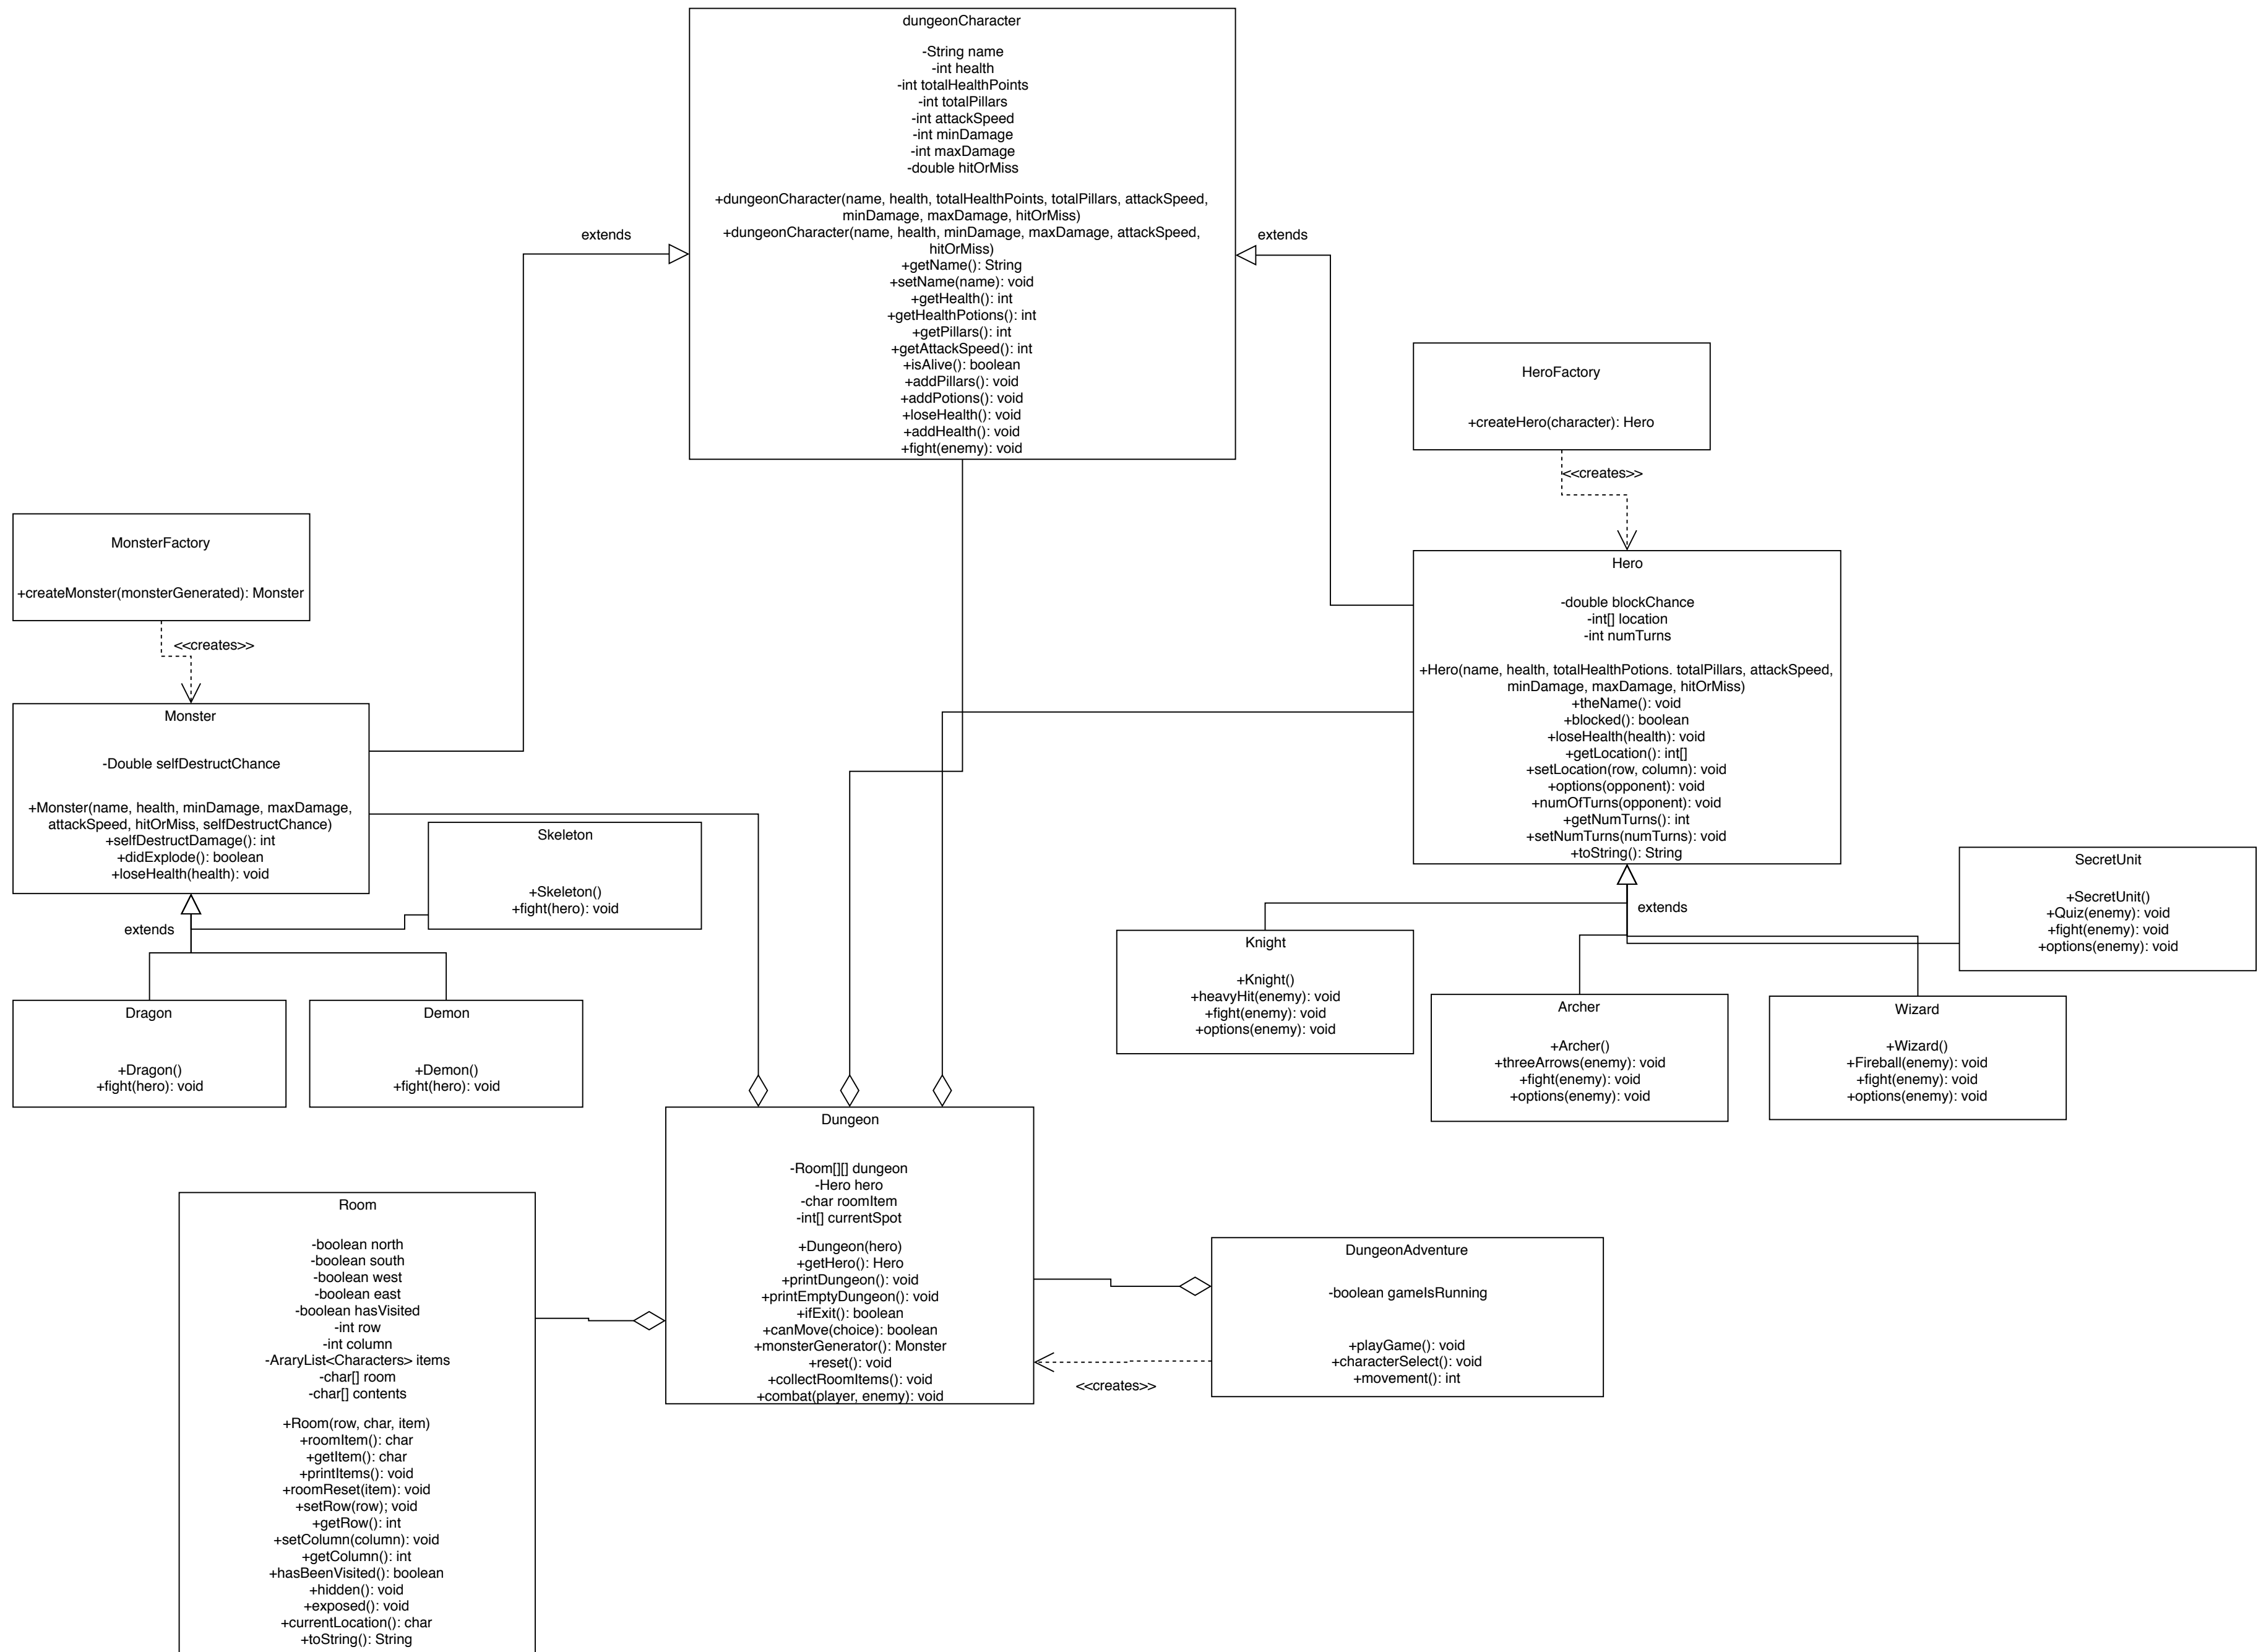 dungeonCharacter
-String name
-int health
-int totalHealthPoints
-int totalPillars
-int attackSpeed
-int minDamage
-int maxDamage
-double hitOrMiss
+dungeonCharacter(name, health, totalHealthPoints, totalPillars, attackSpeed,
minDamage, maxDamage, hitOrMiss)
+dungeonCharacter(name, health, minDamage, maxDamage, attackSpeed,
hitOrMiss)
+getName(): String
+setName(name): void
+getHealth(): int
+getHealthPotions(): int
+getPillars(): int
+getAttackSpeed(): int
+isAlive(): boolean
+addPillars(): void
+addPotions(): void
+loseHealth(): void
+addHealth(): void
+fight(enemy): void
extends
extends
HeroFactory
+createHero(character): Hero
<<creates>>
MonsterFactory
+createMonster(monsterGenerated): Monster
<<creates>>
Hero
-double blockChance
-int[] location
-int numTurns
+Hero(name, health, totalHealthPotions. totalPillars, attackSpeed,
minDamage, maxDamage, hitOrMiss)
+theName(): void
+blocked(): boolean
+loseHealth(health): void
+getLocation(): int[]
+setLocation(row, column): void
+options(opponent): void
+numOfTurns(opponent): void
+getNumTurns(): int
+setNumTurns(numTurns): void
+toString(): String
Monster
-Double selfDestructChance
+Monster(name, health, minDamage, maxDamage,
attackSpeed, hitOrMiss, selfDestructChance)
+selfDestructDamage(): int
+didExplode(): boolean
+loseHealth(health): void
extends
Skeleton
+Skeleton()
+fight(hero): void
Dragon
+Dragon()
+fight(hero): void
Demon
+Demon()
+fight(hero): void
extends
SecretUnit
+SecretUnit()
+Quiz(enemy): void
+fight(enemy): void
+options(enemy): void
Knight
+Knight()
+heavyHit(enemy): void
+fight(enemy): void
+options(enemy): void
Archer
+Archer()
+threeArrows(enemy): void
+fight(enemy): void
+options(enemy): void
Wizard
+Wizard()
+Fireball(enemy): void
+fight(enemy): void
+options(enemy): void
Dungeon
-Room[][] dungeon
-Hero hero
-char roomItem
-int[] currentSpot
+Dungeon(hero)
+getHero(): Hero
+printDungeon(): void
+printEmptyDungeon(): void
+ifExit(): boolean
+canMove(choice): boolean
+monsterGenerator(): Monster
+reset(): void
+collectRoomItems(): void
+combat(player, enemy): void
Room
-boolean north
-boolean south
-boolean west
-boolean east
-boolean hasVisited
-int row
-int column
-AraryList<Characters> items
-char[] room
-char[] contents
+Room(row, char, item)
+roomItem(): char
+getItem(): char
+printItems(): void
+roomReset(item): void
+setRow(row); void
+getRow(): int
+setColumn(column): void
+getColumn(): int
+hasBeenVisited(): boolean
+hidden(): void
+exposed(): void
+currentLocation(): char
+toString(): String
DungeonAdventure
-boolean gameIsRunning
+playGame(): void
+characterSelect(): void
+movement(): int
<<creates>>